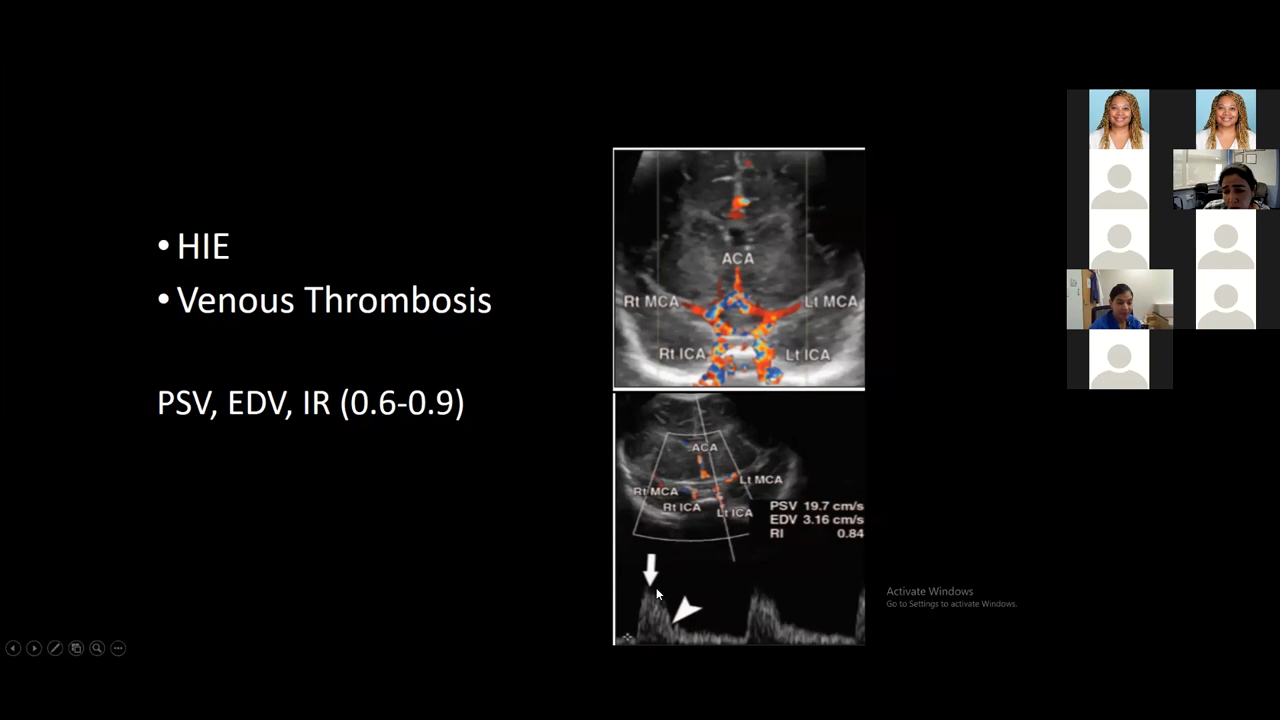 • HIE
• Venous Thrombosis
PSV, EDV, IR (0.6-0.9)
ACA
Rt MCA
Lt MCA
Rt ICA
Lt ICA
ACA
Lt MCA
Rt MCA
Rt ICA
Lt ICA
PSV 19.7 cm/s
EDV 3.16 cm/s
RI 0.84
Activate Windows
Go to Settings to activate Windows.